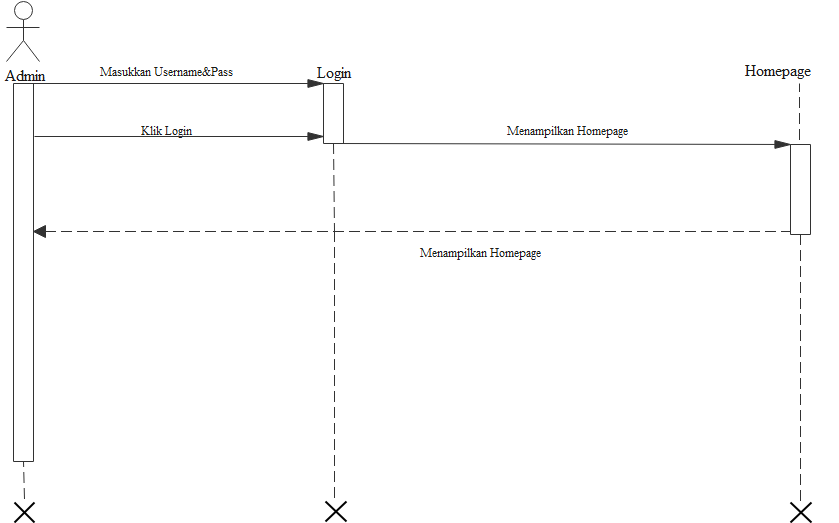 Admin
Masukkan Username&Pass
Login
Homepage
Klik Login
Menampilkan Homepage
Menampilkan Homepage